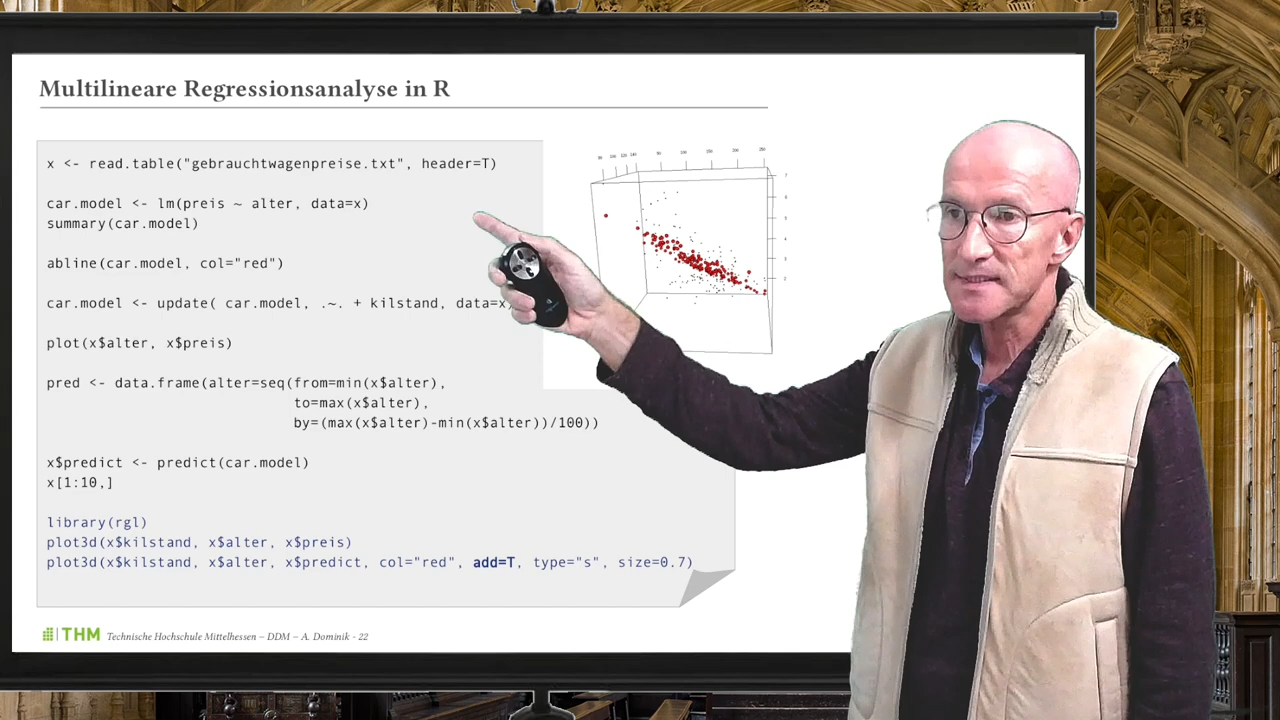 Multilineare Regressionsanalyse in R
x <- read.table("gebrauchtwagenpreise.txt", header=T)
car.model <- lm(preis ~ alter, data=x)
summary(car.model)
abline(car.model, col="red")
car.model <- update( car.model, .~. + kilstand, data=x)
plot(x$alter, x$preis)
pred <- data.frame(alter=seq(from=min(x$alter),
to=max(x$alter),
by=(max(x$alter)-min(x$alter))/100))
x$predict <- predict(car.model)
x[1:10,]
library(rgl)
plot3d(x$kilstand, x$alter, x$preis)
plot3d(x$kilstand, x$alter, x$predict, col="red", add=T, type="s", size=0.7)
THM Technische Hochschule Mittelhessen – DDM – A. Dominik - 22